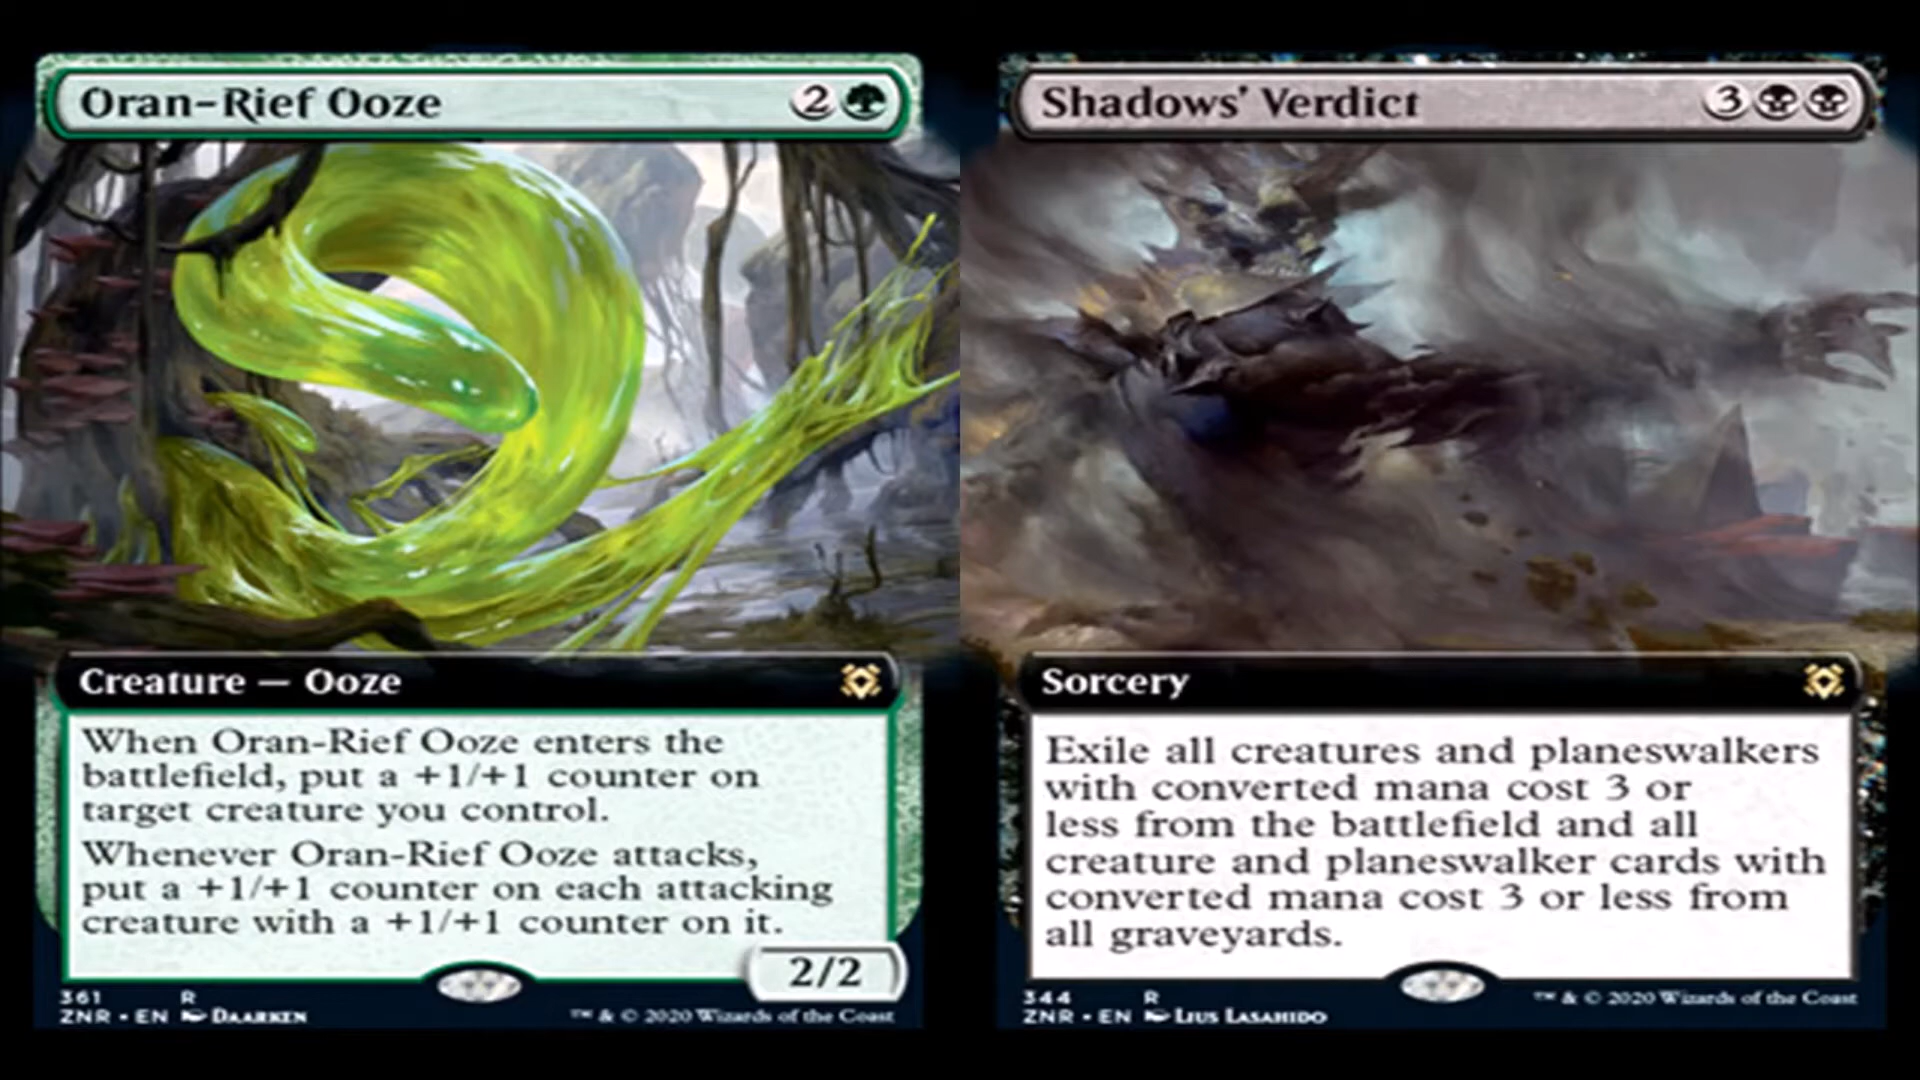 Oran-Rief Ooze
2
Creature — Ooze
When Oran-Rief Ooze enters the
battlefield, put a +1/+1 counter on
target creature you control.
Whenever Oran-Rief Ooze attacks,
put a +1/+1 counter on each attacking
creature with a +1/+1 counter on it.
2/2
361 R
ZNR • EN DAARKEN
™ & © 2020 Wizards of the Coast
Shadows' Verdict
3
Sorcery
Exile all creatures and planeswalkers
with converted mana cost 3 or
less from the battlefield and all
creature and planeswalker cards with
converted mana cost 3 or less from
all graveyards.
344 R
ZNR • EN LIUS LASAHIDO
™ & © 2020 Wizards of the Coast